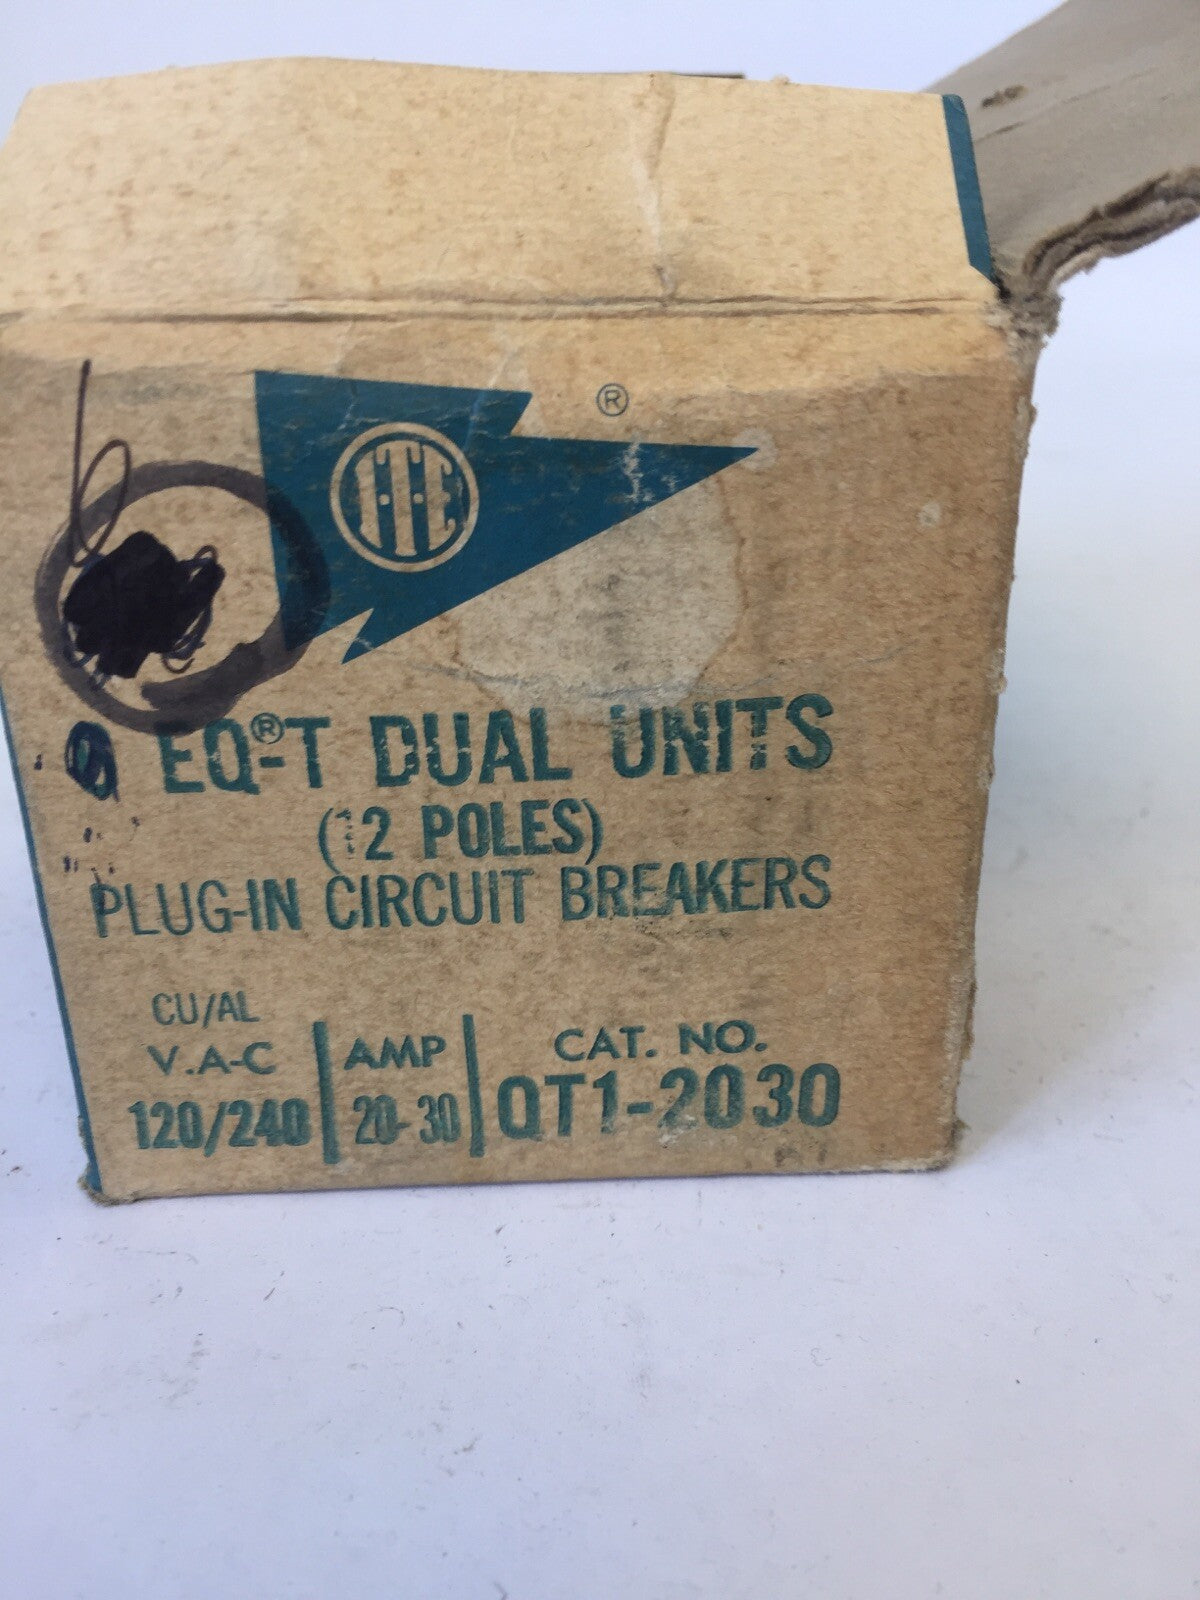 ®
I·T·E
EQ®-T DUAL UNITS
(12 POLES)
PLUG-IN CIRCUIT BREAKERS
CU/AL
V.A-C AMP CAT. NO.
120/240 20-30 QT1-2030